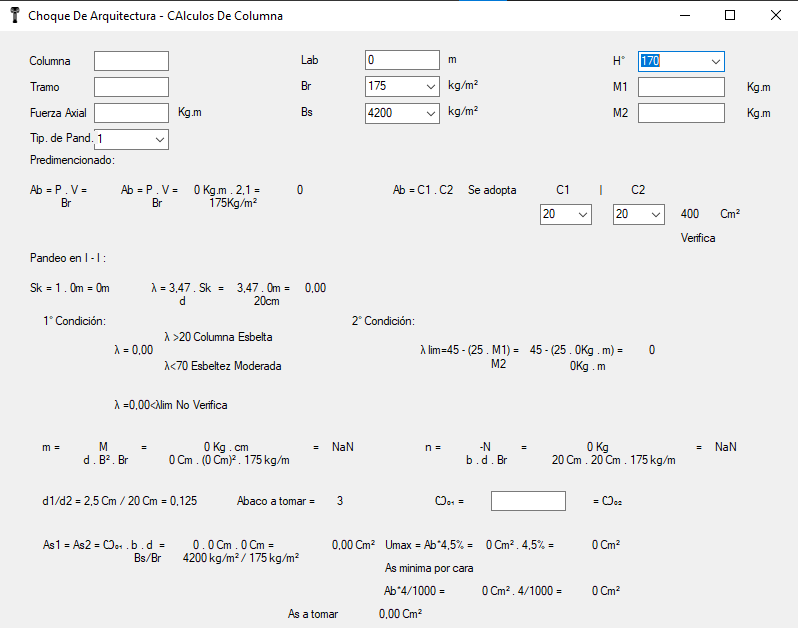 Choque De Arquitectura - CAlculos De Columna
Columna Lab 0 m H° 170
Tramo Br 175 kg/m² M1 Kg.m
Fuerza Axial Kg.m Bs 4200 kg/m² M2 Kg.m
Tip. de Pand. 1
Predimencionado:
Ab = P . V = Ab = P . V = 0 Kg.m . 2,1 = 0 Ab = C1 . C2 Se adopta C1 | C2
Br Br 175Kg/m²
20 20 400 Cm²
Verifica
Pandeo en I - I :
Sk = 1 . 0m = 0m λ = 3,47 . Sk = 3,47 . 0m = 0,00
d 20cm
1° Condición: 2° Condición:
λ >20 Columna Esbelta
λ = 0,00 λ lim=45 - (25 . M1) = 45 - (25 . 0Kg . m) = 0
M2 0Kg . m
λ<70 Esbeltez Moderada
λ =0,00<λlim No Verifica
m = M = 0 Kg . cm = NaN n = -N = 0 Kg = NaN
d . B² . Br 0 Cm . (0 Cm)² . 175 kg/m b . d . Br 20 Cm . 20 Cm . 175 kg/m
d1/d2 = 2,5 Cm / 20 Cm = 0,125 Abaco a tomar = 3 Ѡ₀₁ = = Ѡ₀₂
As1 = As2 = Ѡ₀₁ . b . d = 0 . 0 Cm . 0 Cm = 0,00 Cm² Umax = Ab*4,5% = 0 Cm² . 4,5% = 0 Cm²
Bs/Br 4200 kg/m² / 175 kg/m²
As minima por cara
Ab*4/1000 = 0 Cm² . 4/1000 = 0 Cm²
As a tomar 0,00 Cm²